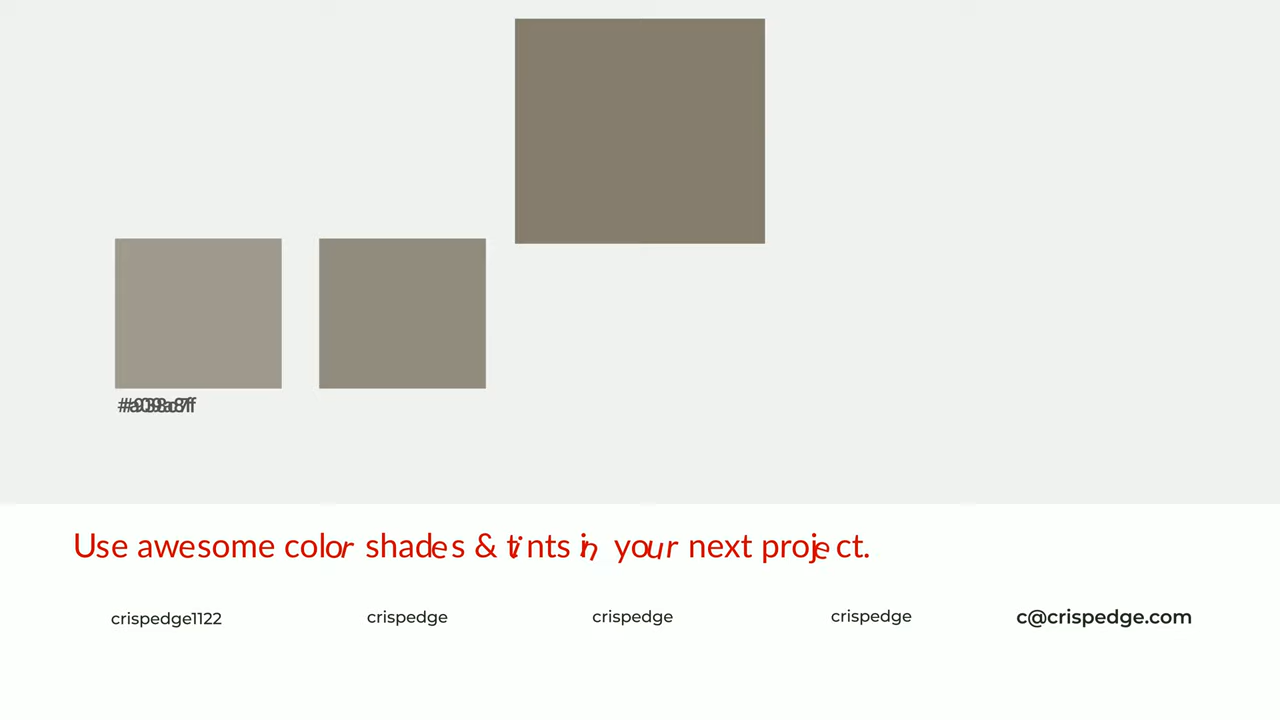 Use awesome color shades & tints in your next project.
crispedge1122 crispedge crispedge crispedge c@crispedge.com